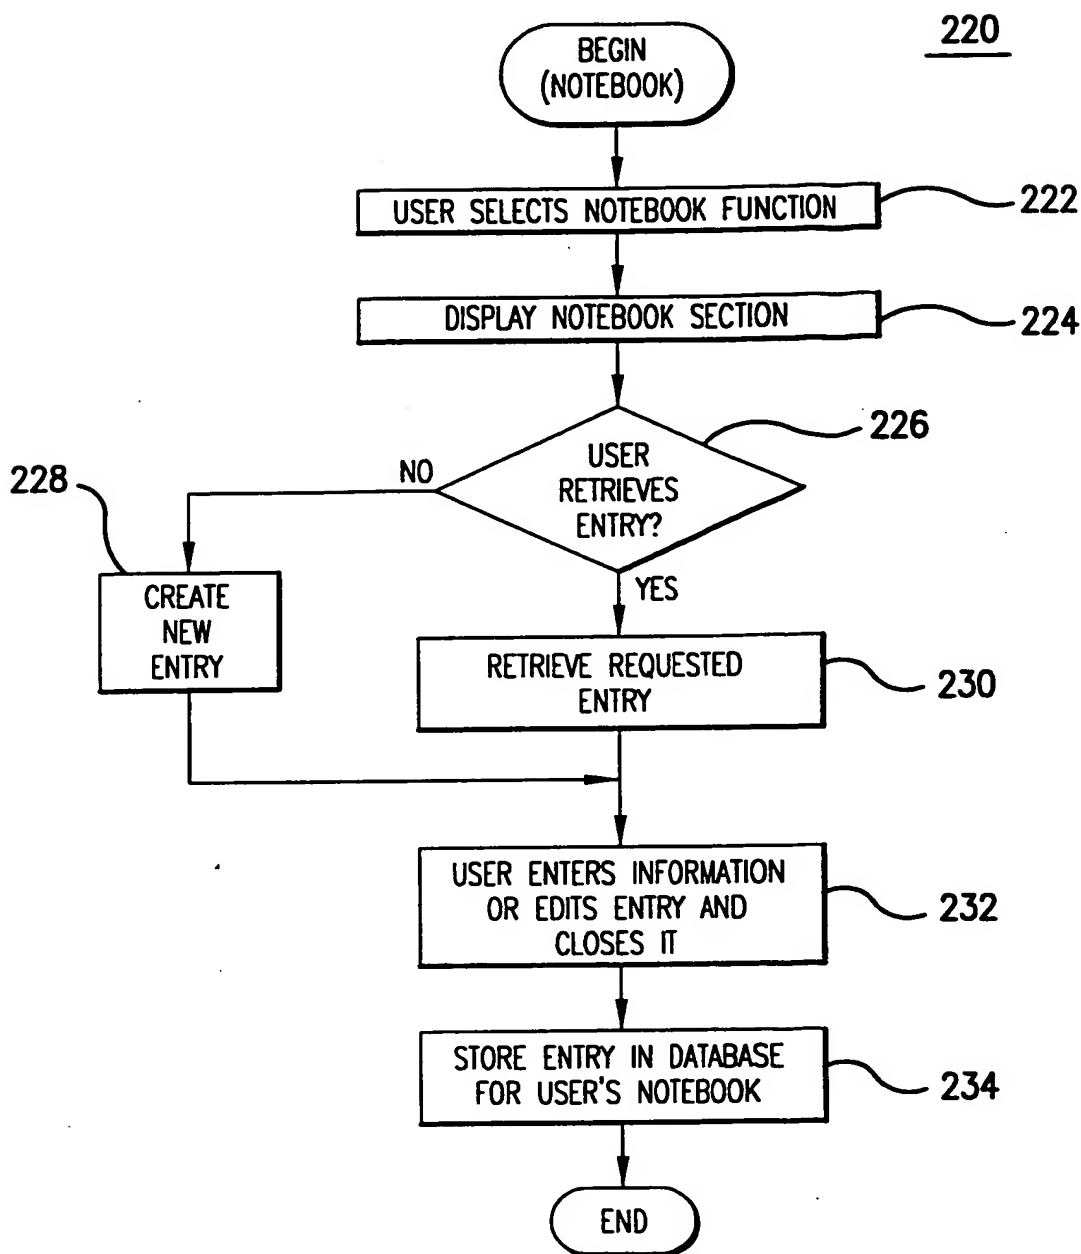 220
BEGIN
(NOTEBOOK)
USER SELECTS NOTEBOOK FUNCTION
222
DISPLAY NOTEBOOK SECTION
224
226
USER
RETRIEVES
ENTRY?
NO
228
YES
CREATE
NEW
ENTRY
RETRIEVE REQUESTED
ENTRY
230
USER ENTERS INFORMATION
OR EDITS ENTRY AND
CLOSES IT
232
STORE ENTRY IN DATABASE
FOR USER'S NOTEBOOK
234
END